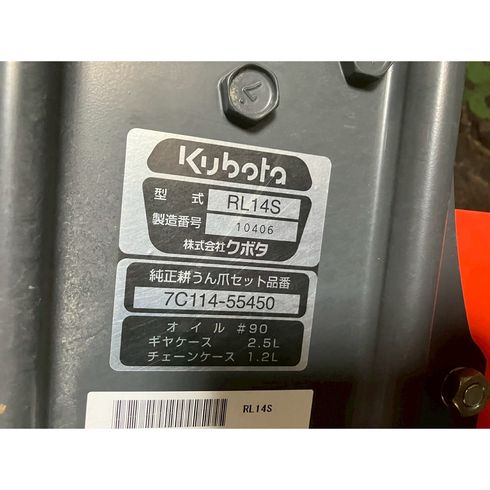 Kubota
型式 RL14S
製造番号 10406
株式会社クボタ
純正耕うん爪セット品番
7C114-55450
オイル #90
ギヤケース 2.5L
チェーンケース 1.2L
RL14S